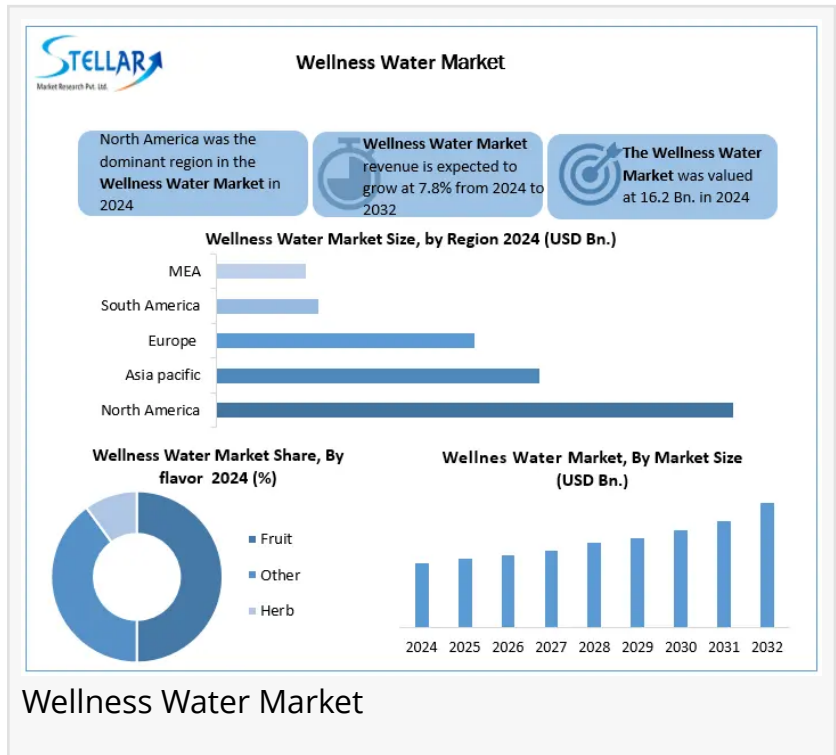 STELLAR
Market Research Pvt. Ltd.
Wellness Water Market
North America was the
dominant region in the
Wellness Water Market in
2024
Wellness Water Market
revenue is expected to
grow at 7.8% from 2024 to
2032
The Wellness Water
Market was valued
at 16.2 Bn. in 2024
Wellness Water Market Size, by Region 2024 (USD Bn.)
MEA
South America
Europe
Asia pacific
North America
Wellness Water Market Share, By
flavor 2024 (%)
Fruit
Other
Herb
Wellnes Water Market, By Market Size
(USD Bn.)
2024 2025 2026 2027 2028 2029 2030 2031 2032
Wellness Water Market